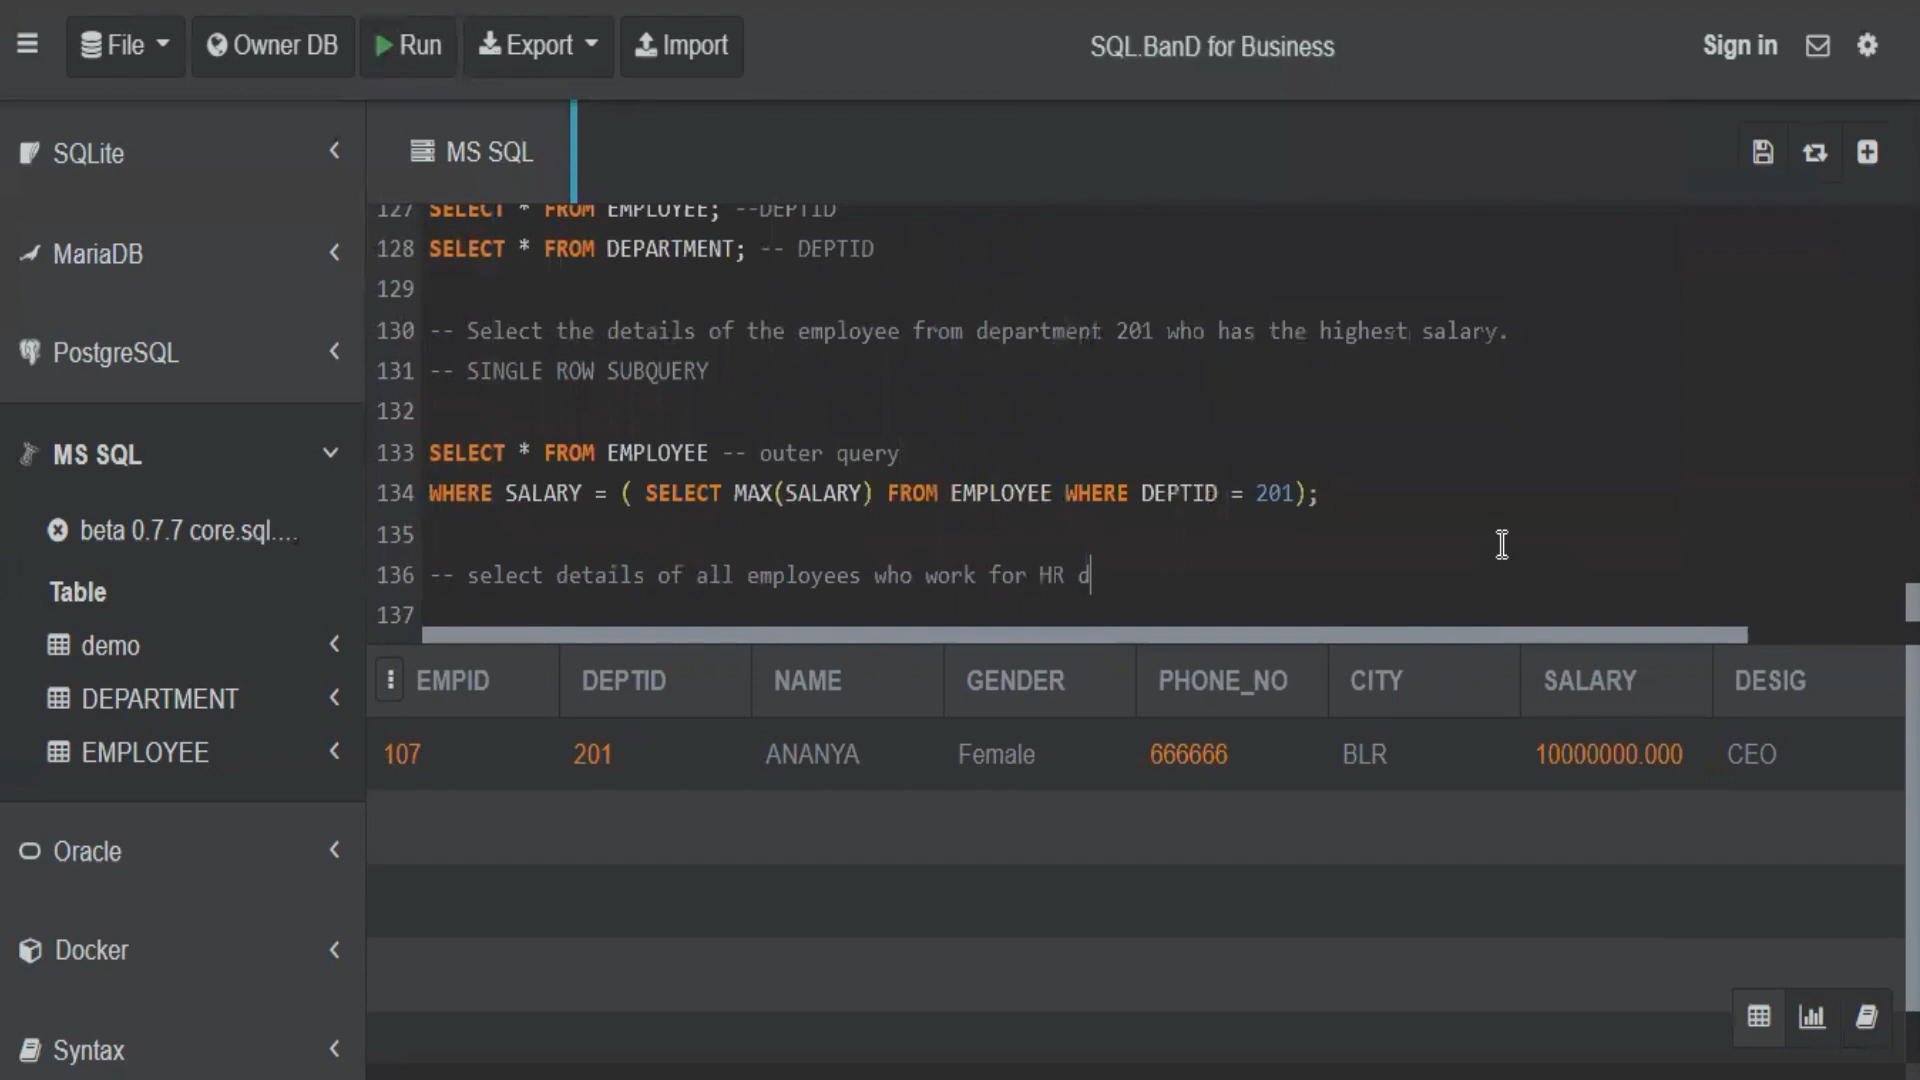 File
Owner DB
Run
Export
Import
SQL.BanD for Business
Sign in
SQLite
MariaDB
PostgreSQL
MS SQL
beta 0.7.7 core.sql....
Table
demo
DEPARTMENT
EMPLOYEE
Oracle
Docker
Syntax
MS SQL
127 SELECT * FROM EMPLOYEE; --DEPTID
128 SELECT * FROM DEPARTMENT; -- DEPTID
129
130 -- Select the details of the employee from department 201 who has the highest salary.
131 -- SINGLE ROW SUBQUERY
132
133 SELECT * FROM EMPLOYEE -- outer query
134 WHERE SALARY = ( SELECT MAX(SALARY) FROM EMPLOYEE WHERE DEPTID = 201);
135
136 -- select details of all employees who work for HR d
137
EMPID DEPTID NAME GENDER PHONE_NO CITY SALARY DESIG
107 201 ANANYA Female 666666 BLR 10000000.000 CEO